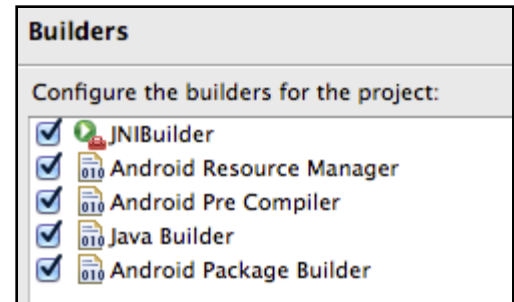 Builders
Configure the builders for the project:
JNIBuilder
Android Resource Manager
Android Pre Compiler
Java Builder
Android Package Builder